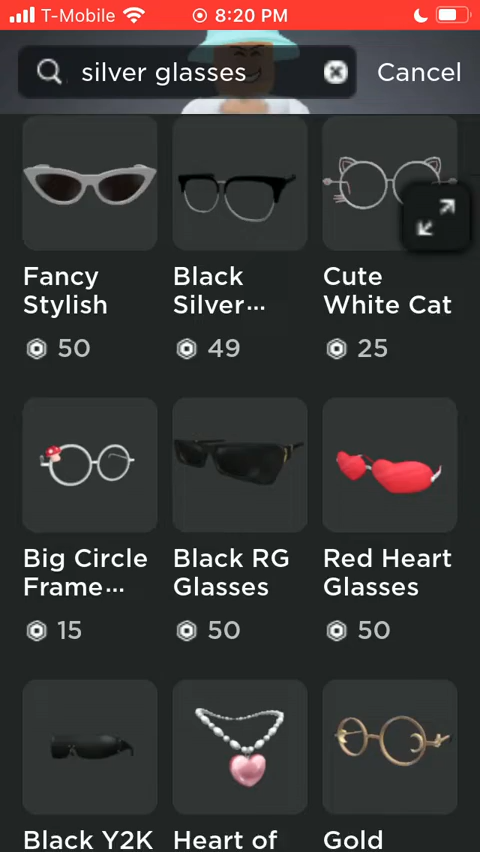 T-Mobile
8:20 PM
silver glasses
Cancel
Fancy
Stylish
50
Black
Silver...
49
Cute
White Cat
25
Big Circle
Frame...
15
Black RG
Glasses
50
Red Heart
Glasses
50
Black Y2K
Heart of
Gold